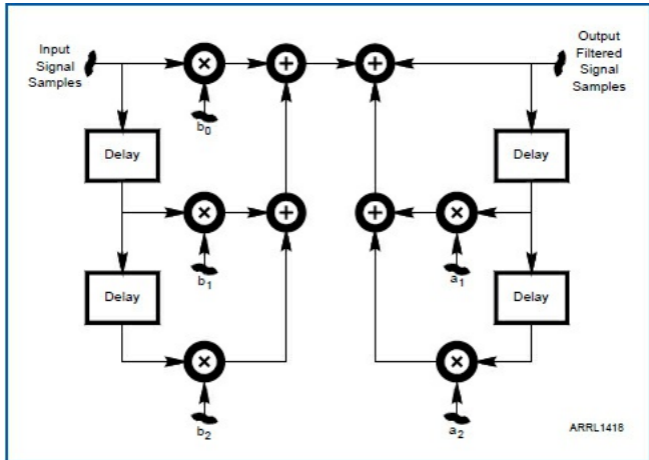 Input
Signal
Samples
Output
Filtered
Signal
Samples
b0
Delay
Delay
b1
a1
Delay
Delay
b2
a2
ARRL1418